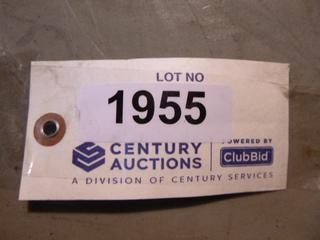 LOT NO
1955
CENTURY
AUCTIONS
POWERED BY
ClubBid
A DIVISION OF CENTURY SERVICES